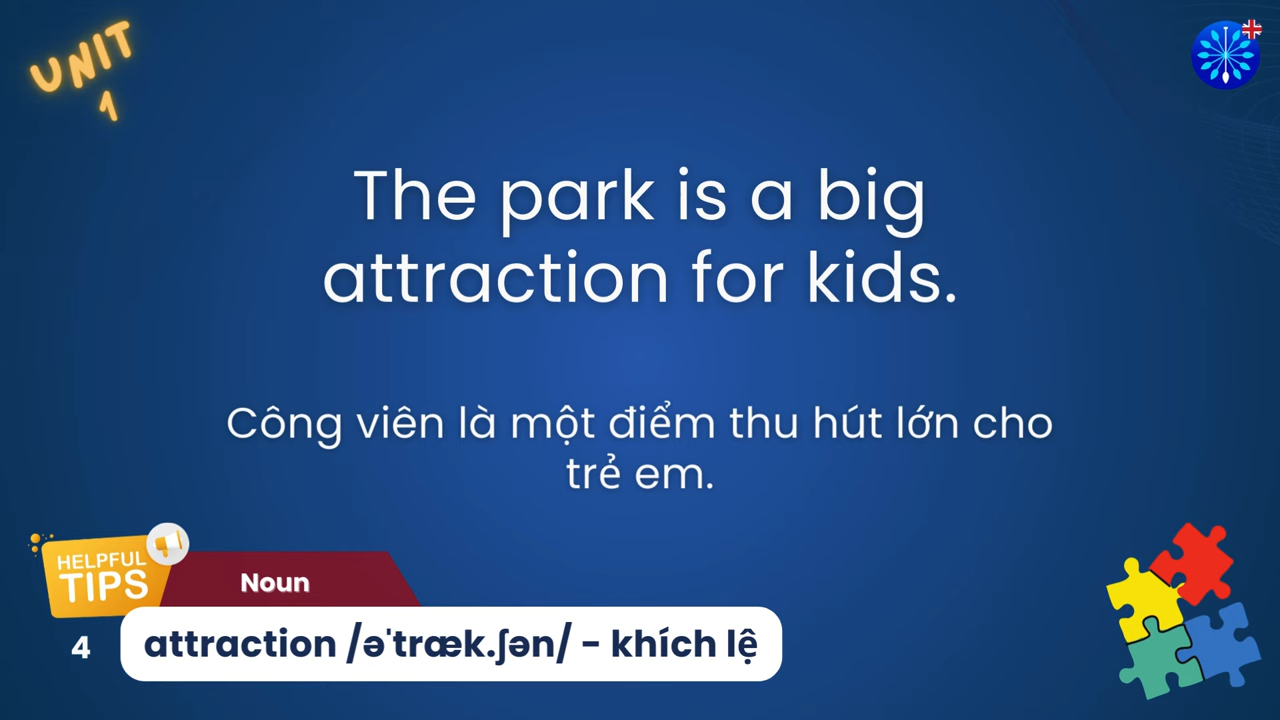 UNIT
1
The park is a big
attraction for kids.
Công viên là một điểm thu hút lớn cho
trẻ em.
HELPFUL
TIPS
Noun
4
attraction /əˈtræk.ʃən/ - khích lệ